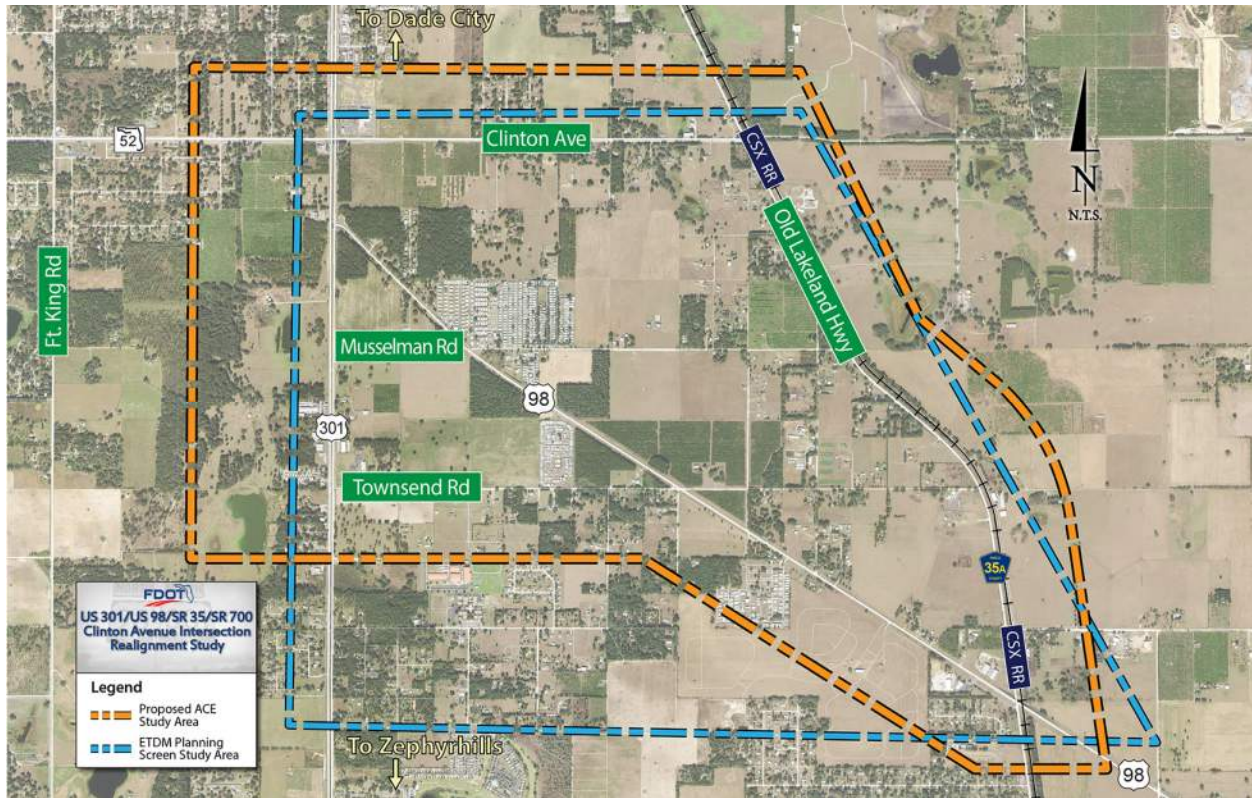 To Dade City
52
Clinton Ave
CSX RR
N
N.T.S.
Old Lakeland Hwy
Ft. King Rd
Musselman Rd
98
301
Townsend Rd
35A
CSX RR
FDOT
US 301/US 98/SR 35/SR 700
Clinton Avenue Intersection
Realignment Study
Legend
Proposed ACE
Study Area
ETDM Planning
Screen Study Area
To Zephyrhills
98